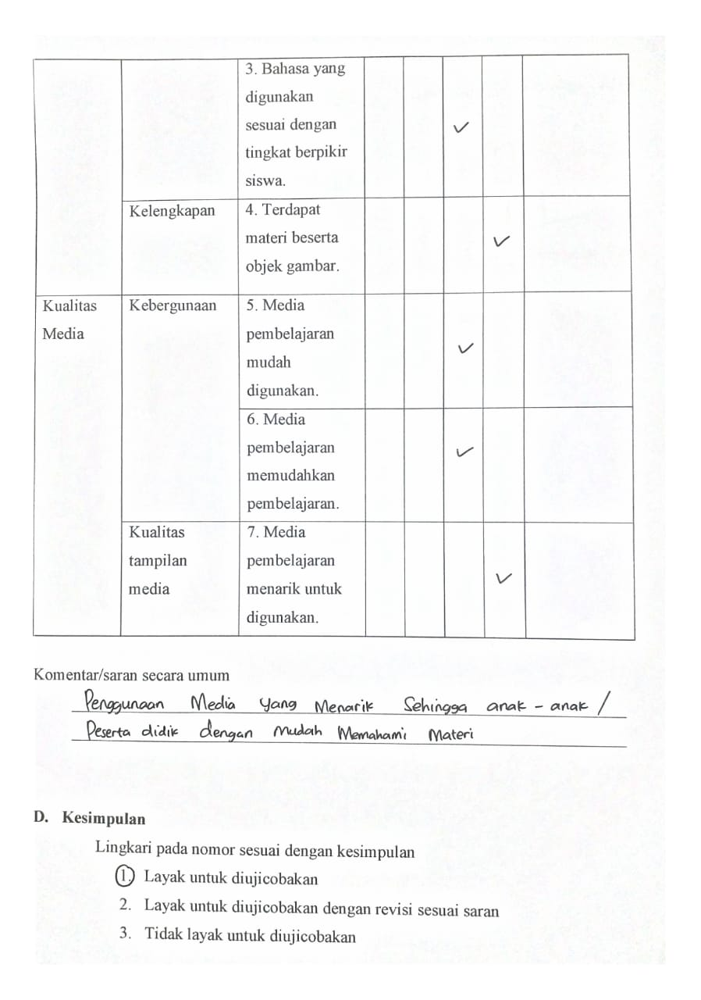 3. Bahasa yang
digunakan
sesuai dengan
tingkat berpikir
siswa.
✓
Kelengkapan
4. Terdapat
materi beserta
objek gambar.
✓
Kualitas
Media
Kebergunaan
5. Media
pembelajaran
mudah
digunakan.
✓
6. Media
pembelajaran
memudahkan
pembelajaran.
✓
Kualitas
tampilan
media
7. Media
pembelajaran
menarik untuk
digunakan.
✓
Komentar/saran secara umum
Penggunaan Media Yang Menarik Sehingga anak - anak /
Peserta didik dengan Mudah Memahami Materi
D. Kesimpulan
Lingkari pada nomor sesuai dengan kesimpulan
1. Layak untuk diujicobakan
2. Layak untuk diujicobakan dengan revisi sesuai saran
3. Tidak layak untuk diujicobakan